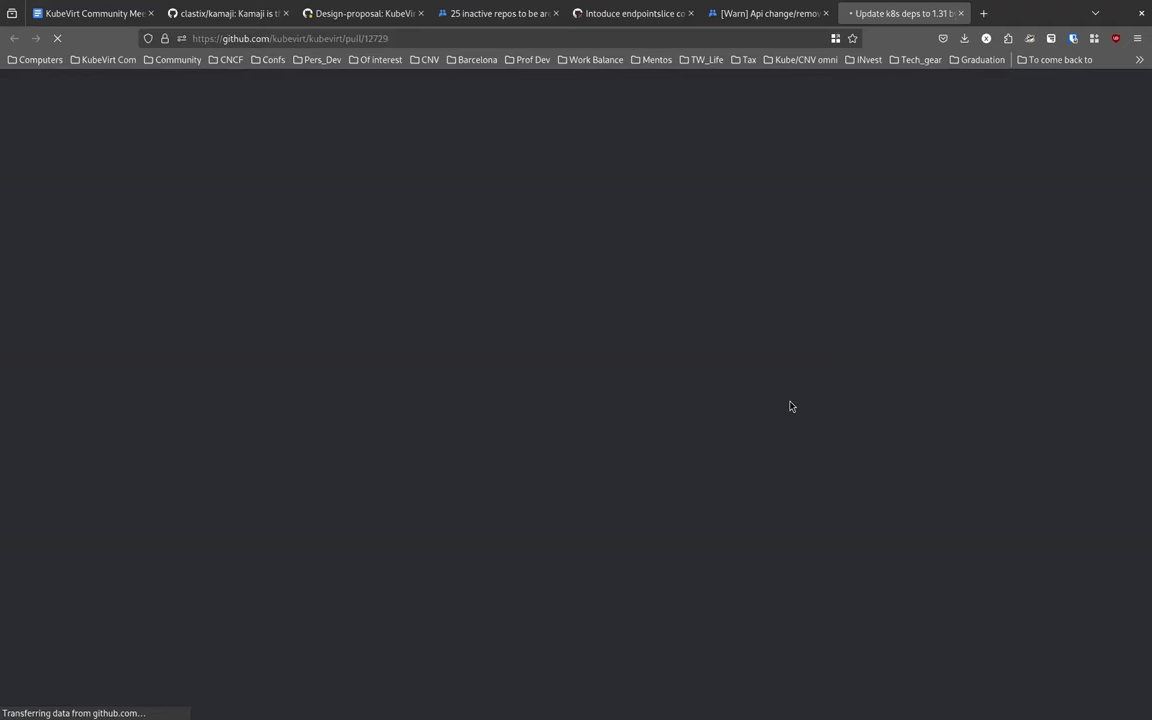 KubeVirt Community Mee
clastix/kamaji: Kamaji is t
Design-proposal: KubeVi
25 inactive repos to be ar
Intoduce endpointslice co
[Warn] Api change/remov
Update k8s deps to 1.31 b
https://github.com/kubevirt/kubevirt/pull/12729
Computers
KubeVirt Com
Community
CNCF
Confs
Pers_Dev
Of interest
CNV
Barcelona
Prof Dev
Work Balance
Mentos
TW_Life
Tax
Kube/CNV omni
INvest
Tech_gear
Graduation
To come back to
Transferring data from github.com…